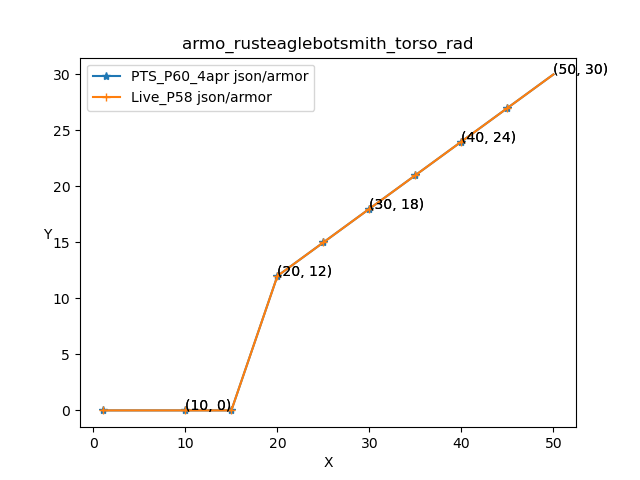 armo_rusteaglebotsmith_torso_rad
PTS_P60_4apr json/armor
Live_P58 json/armor
(50, 30)
(40, 24)
(30, 18)
(20, 12)
(10, 0)
30
25
20
15
10
5
0
Y
0 10 20 30 40 50
X